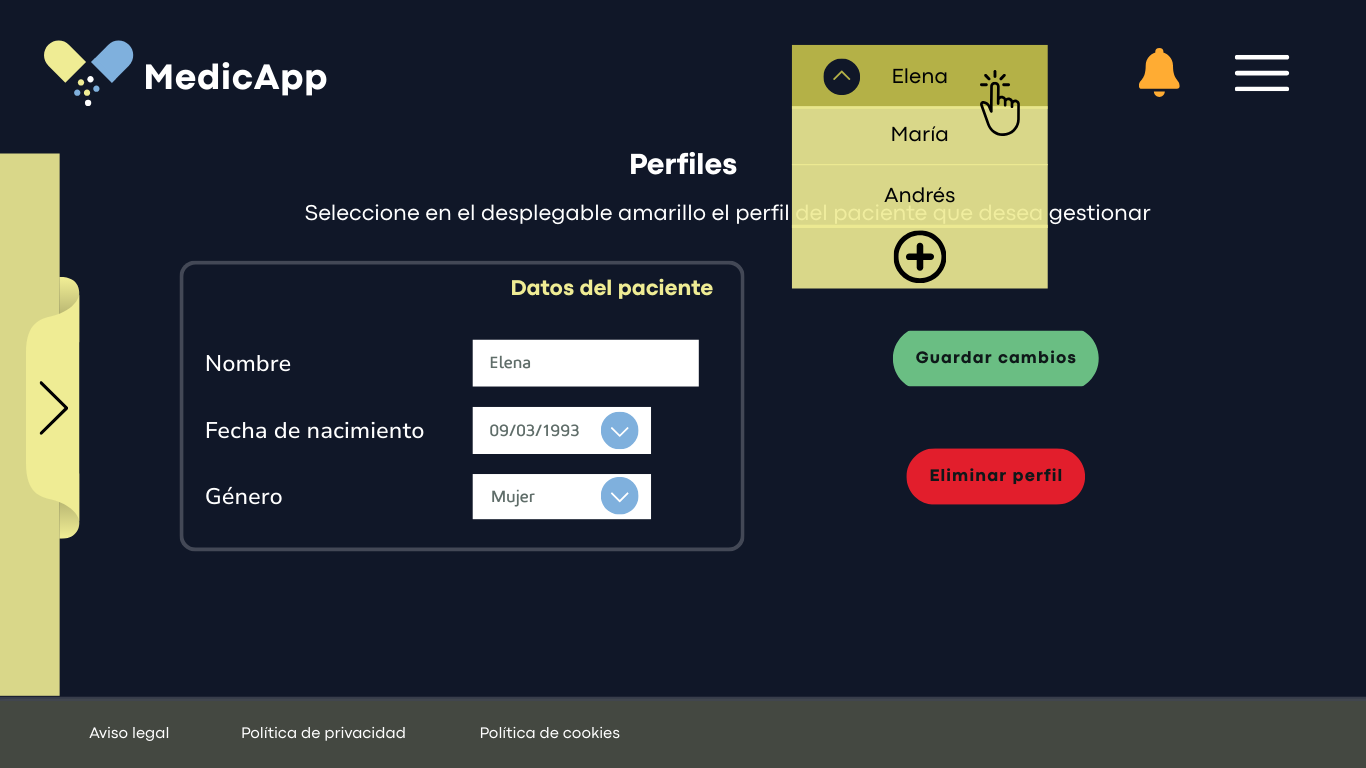 MedicApp
Elena
María
Andrés
Perfiles
Seleccione en el desplegable amarillo el perfil del paciente que desea gestionar
Datos del paciente
Nombre
Elena
Fecha de nacimiento
09/03/1993
Género
Mujer
Guardar cambios
Eliminar perfil
Aviso legal
Política de privacidad
Política de cookies